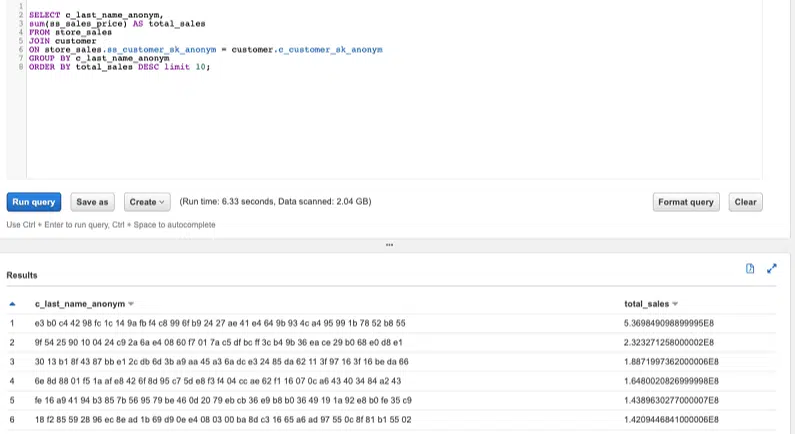 1
2 SELECT c_last_name_anonym,
3 sum(ss_sales_price) AS total_sales
4 FROM store_sales
5 JOIN customer
6 ON store_sales.ss_customer_sk_anonym = customer.c_customer_sk_anonym
7 GROUP BY c_last_name_anonym
8 ORDER BY total_sales DESC limit 10;
Run query Save as Create (Run time: 6.33 seconds, Data scanned: 2.04 GB) Format query Clear
Use Ctrl + Enter to run query, Ctrl + Space to autocomplete
Results
c_last_name_anonym total_sales
1 e3 b0 c4 42 98 fc 1c 14 9a fb f4 c8 99 6f b9 24 27 ae 41 e4 64 9b 93 4c a4 95 99 1b 78 52 b8 55 5.369849098899995E8
2 9f 54 25 90 10 04 24 c9 2a 6a e4 08 60 f7 01 7a c5 df bc ff 3c b4 9b 36 ea ce 29 b0 68 e0 d8 e1 2.323271258000002E8
3 30 13 b1 8f 43 87 bb e1 2c db 6d 3b a9 aa 45 a3 6a dc e3 24 85 da 62 11 3f 97 16 3f 16 be da 66 1.8871997362000006E8
4 6e 8d 88 01 f5 1a af e8 42 6f 8d 95 c7 5d e8 f3 f4 04 cc ae 62 f1 16 07 0c a6 43 40 34 84 a2 43 1.6480020826999998E8
5 fe 16 a9 41 94 b3 85 7b 56 95 79 be 46 0d 20 79 eb cb 36 e9 b8 b0 36 49 19 1a 92 e8 b0 fe 35 c9 1.4389630277000007E8
6 18 f2 85 59 28 96 ec 8e ad 1b 69 d9 0e e4 08 03 00 ba 8d c3 16 65 a6 ad 97 55 0c 8f 81 b1 55 02 1.4209446841000006E8